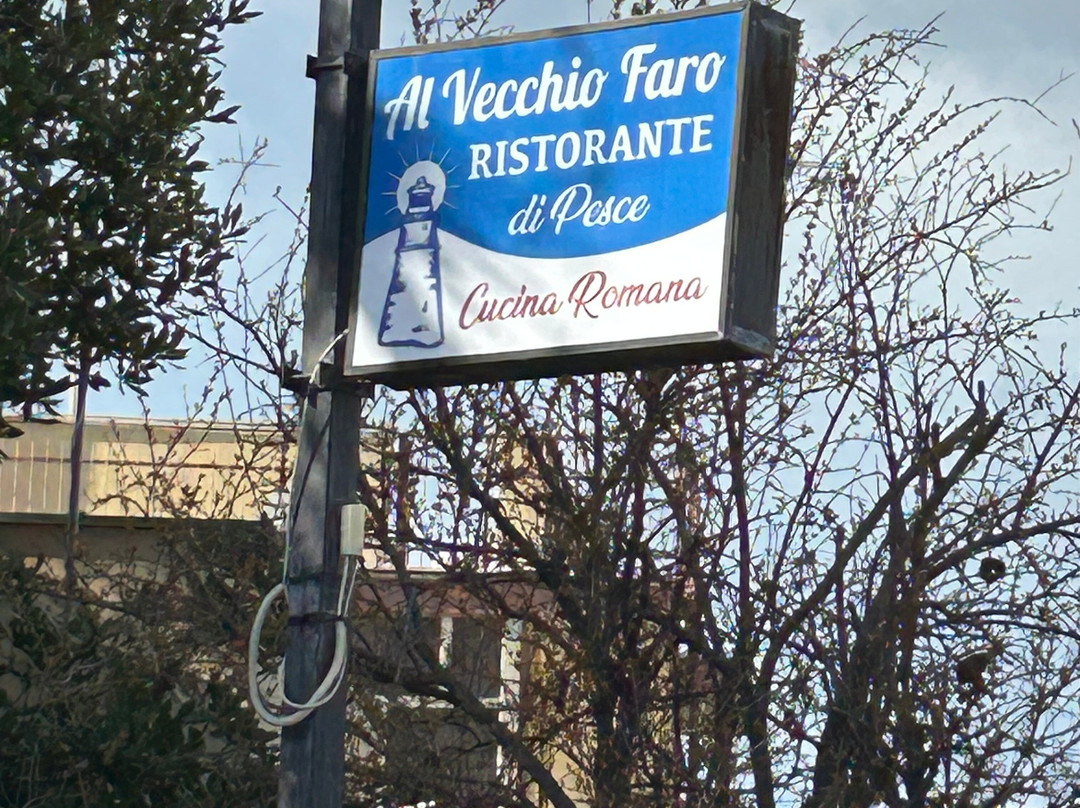 Al Vecchio Faro
RISTORANTE
di Pesce
Cucina Romana